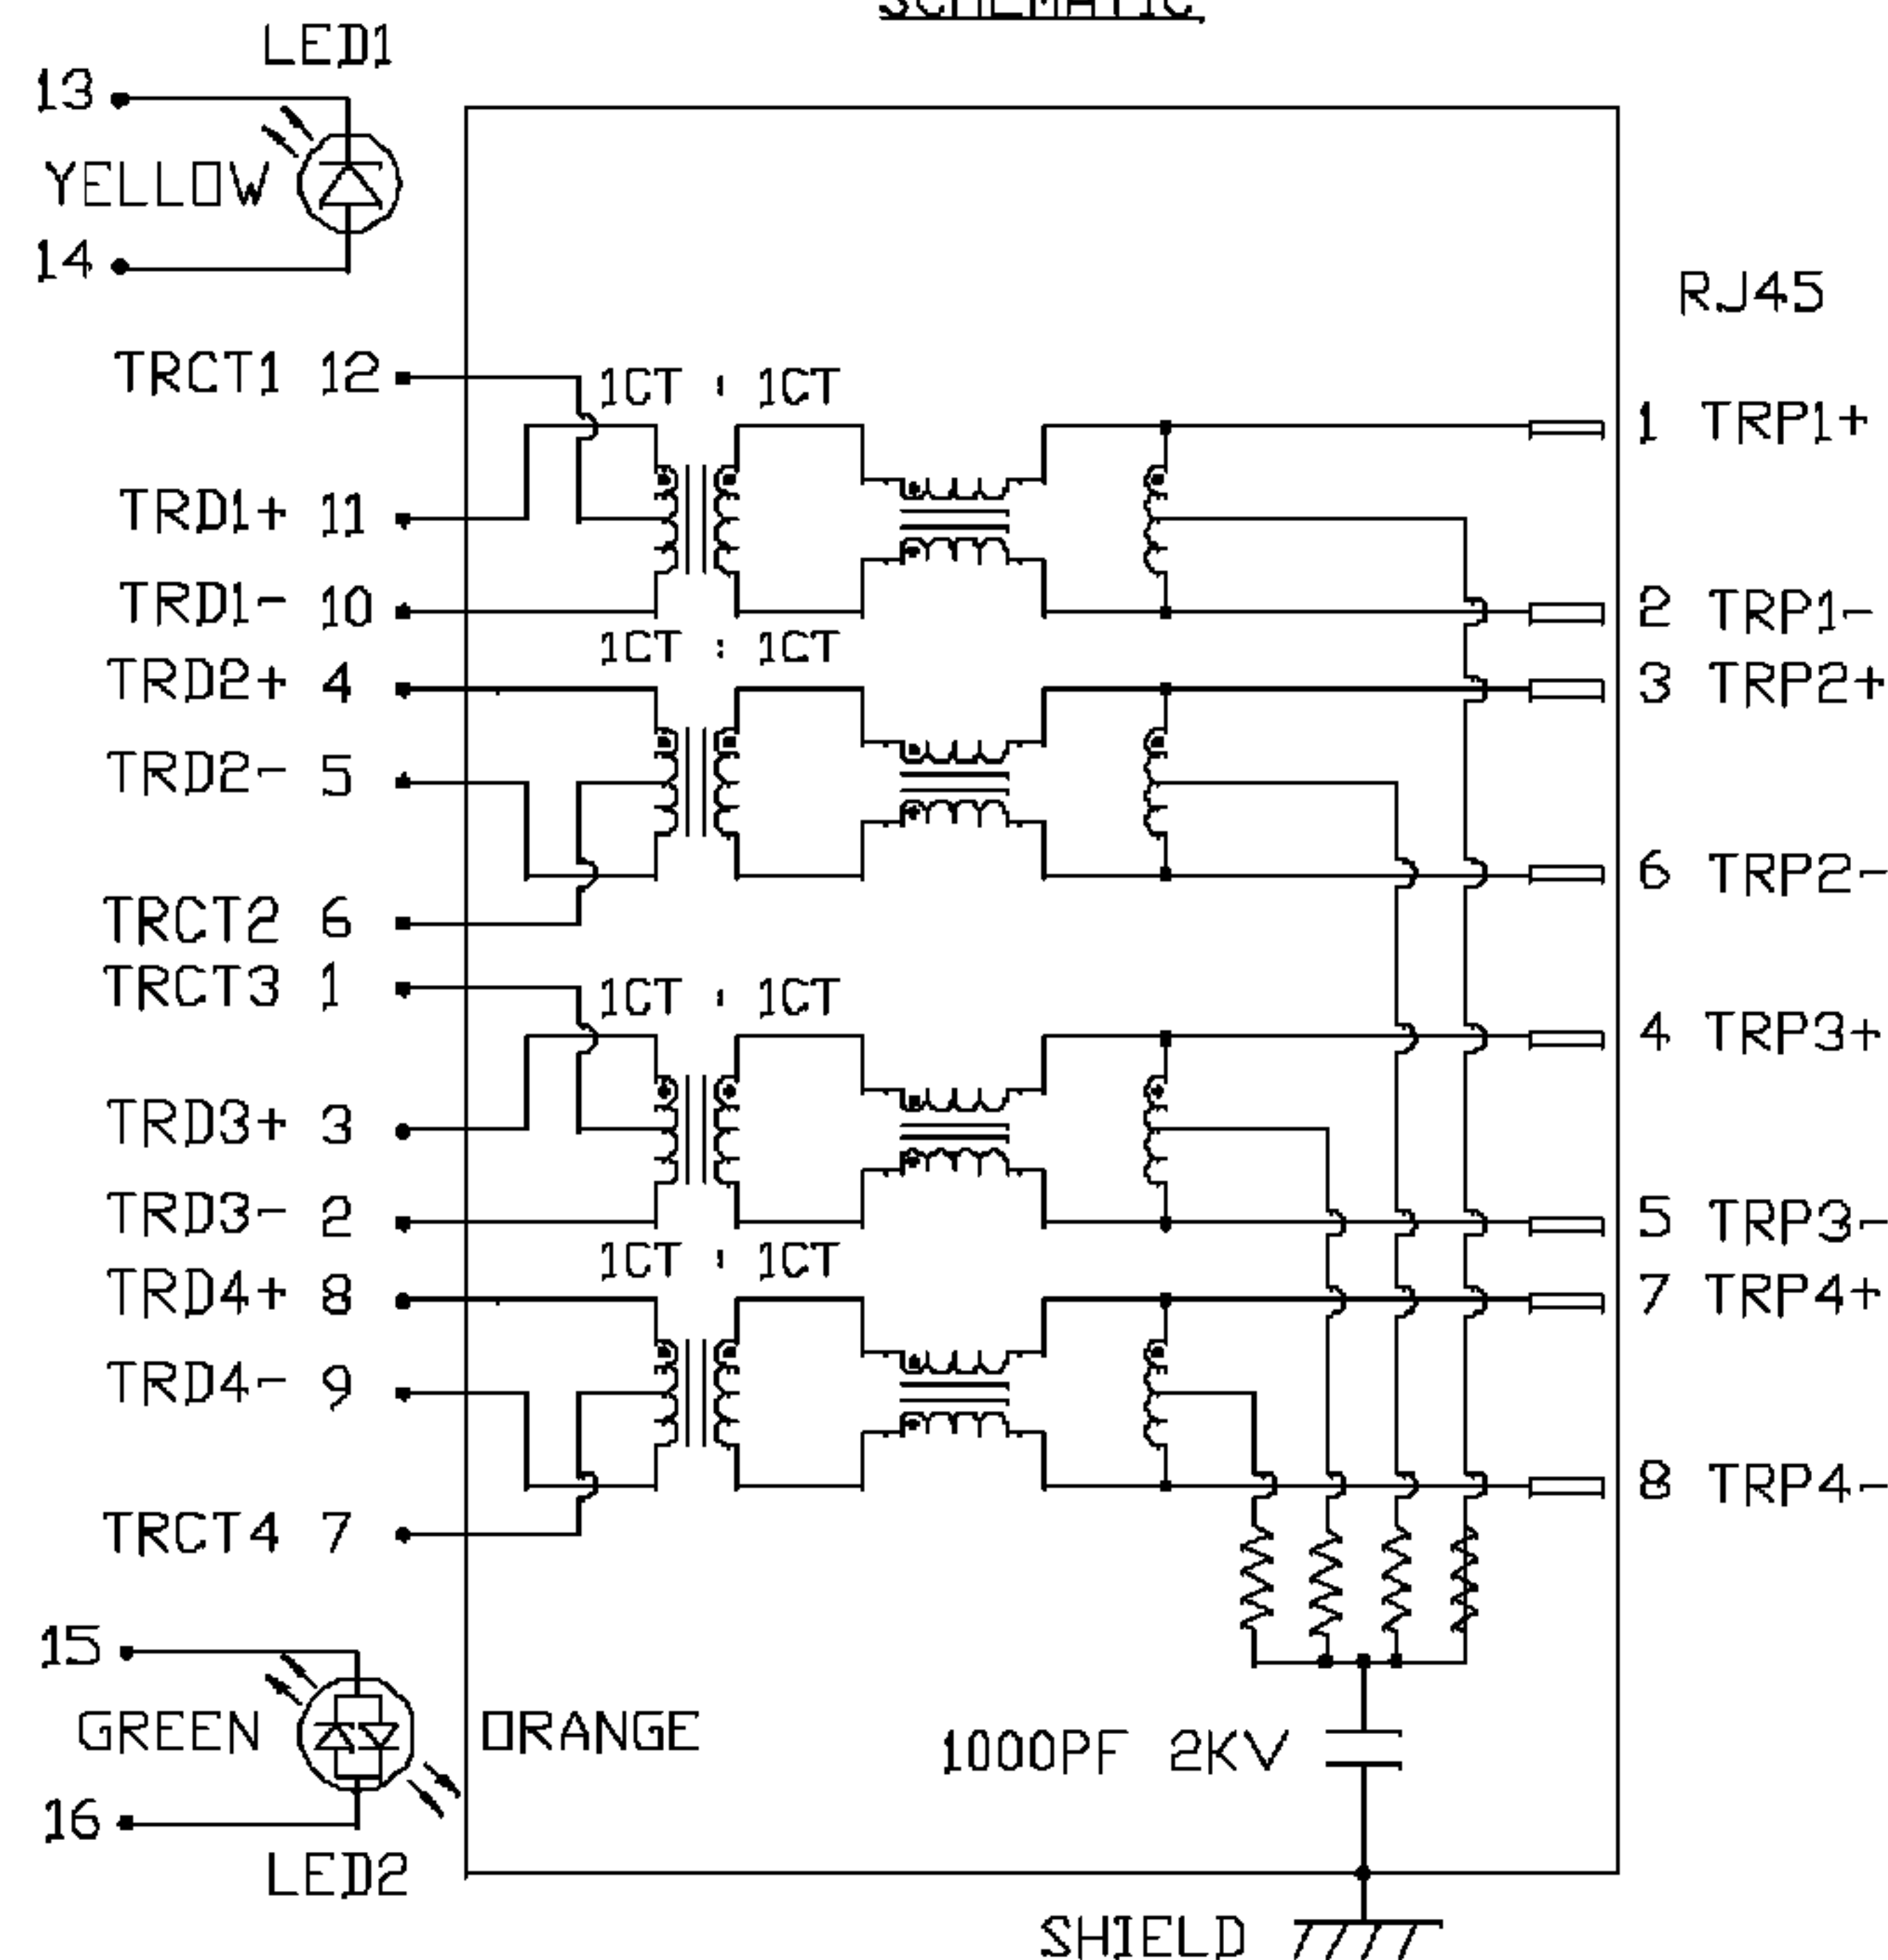 SCHEMATIC
LED1
13
YELLOW
14
RJ45
TRCT1 12
1CT : 1CT
1 TRP1+
TRD1+ 11
TRD1- 10
2 TRP1-
1CT : 1CT
TRD2+ 4
3 TRP2+
TRD2- 5
6 TRP2-
TRCT2 6
TRCT3 1
1CT : 1CT
4 TRP3+
TRD3+ 3
TRD3- 2
5 TRP3-
1CT : 1CT
TRD4+ 8
7 TRP4+
TRD4- 9
8 TRP4-
TRCT4 7
15
GREEN
ORANGE
1000PF 2KV
16
LED2
SHIELD